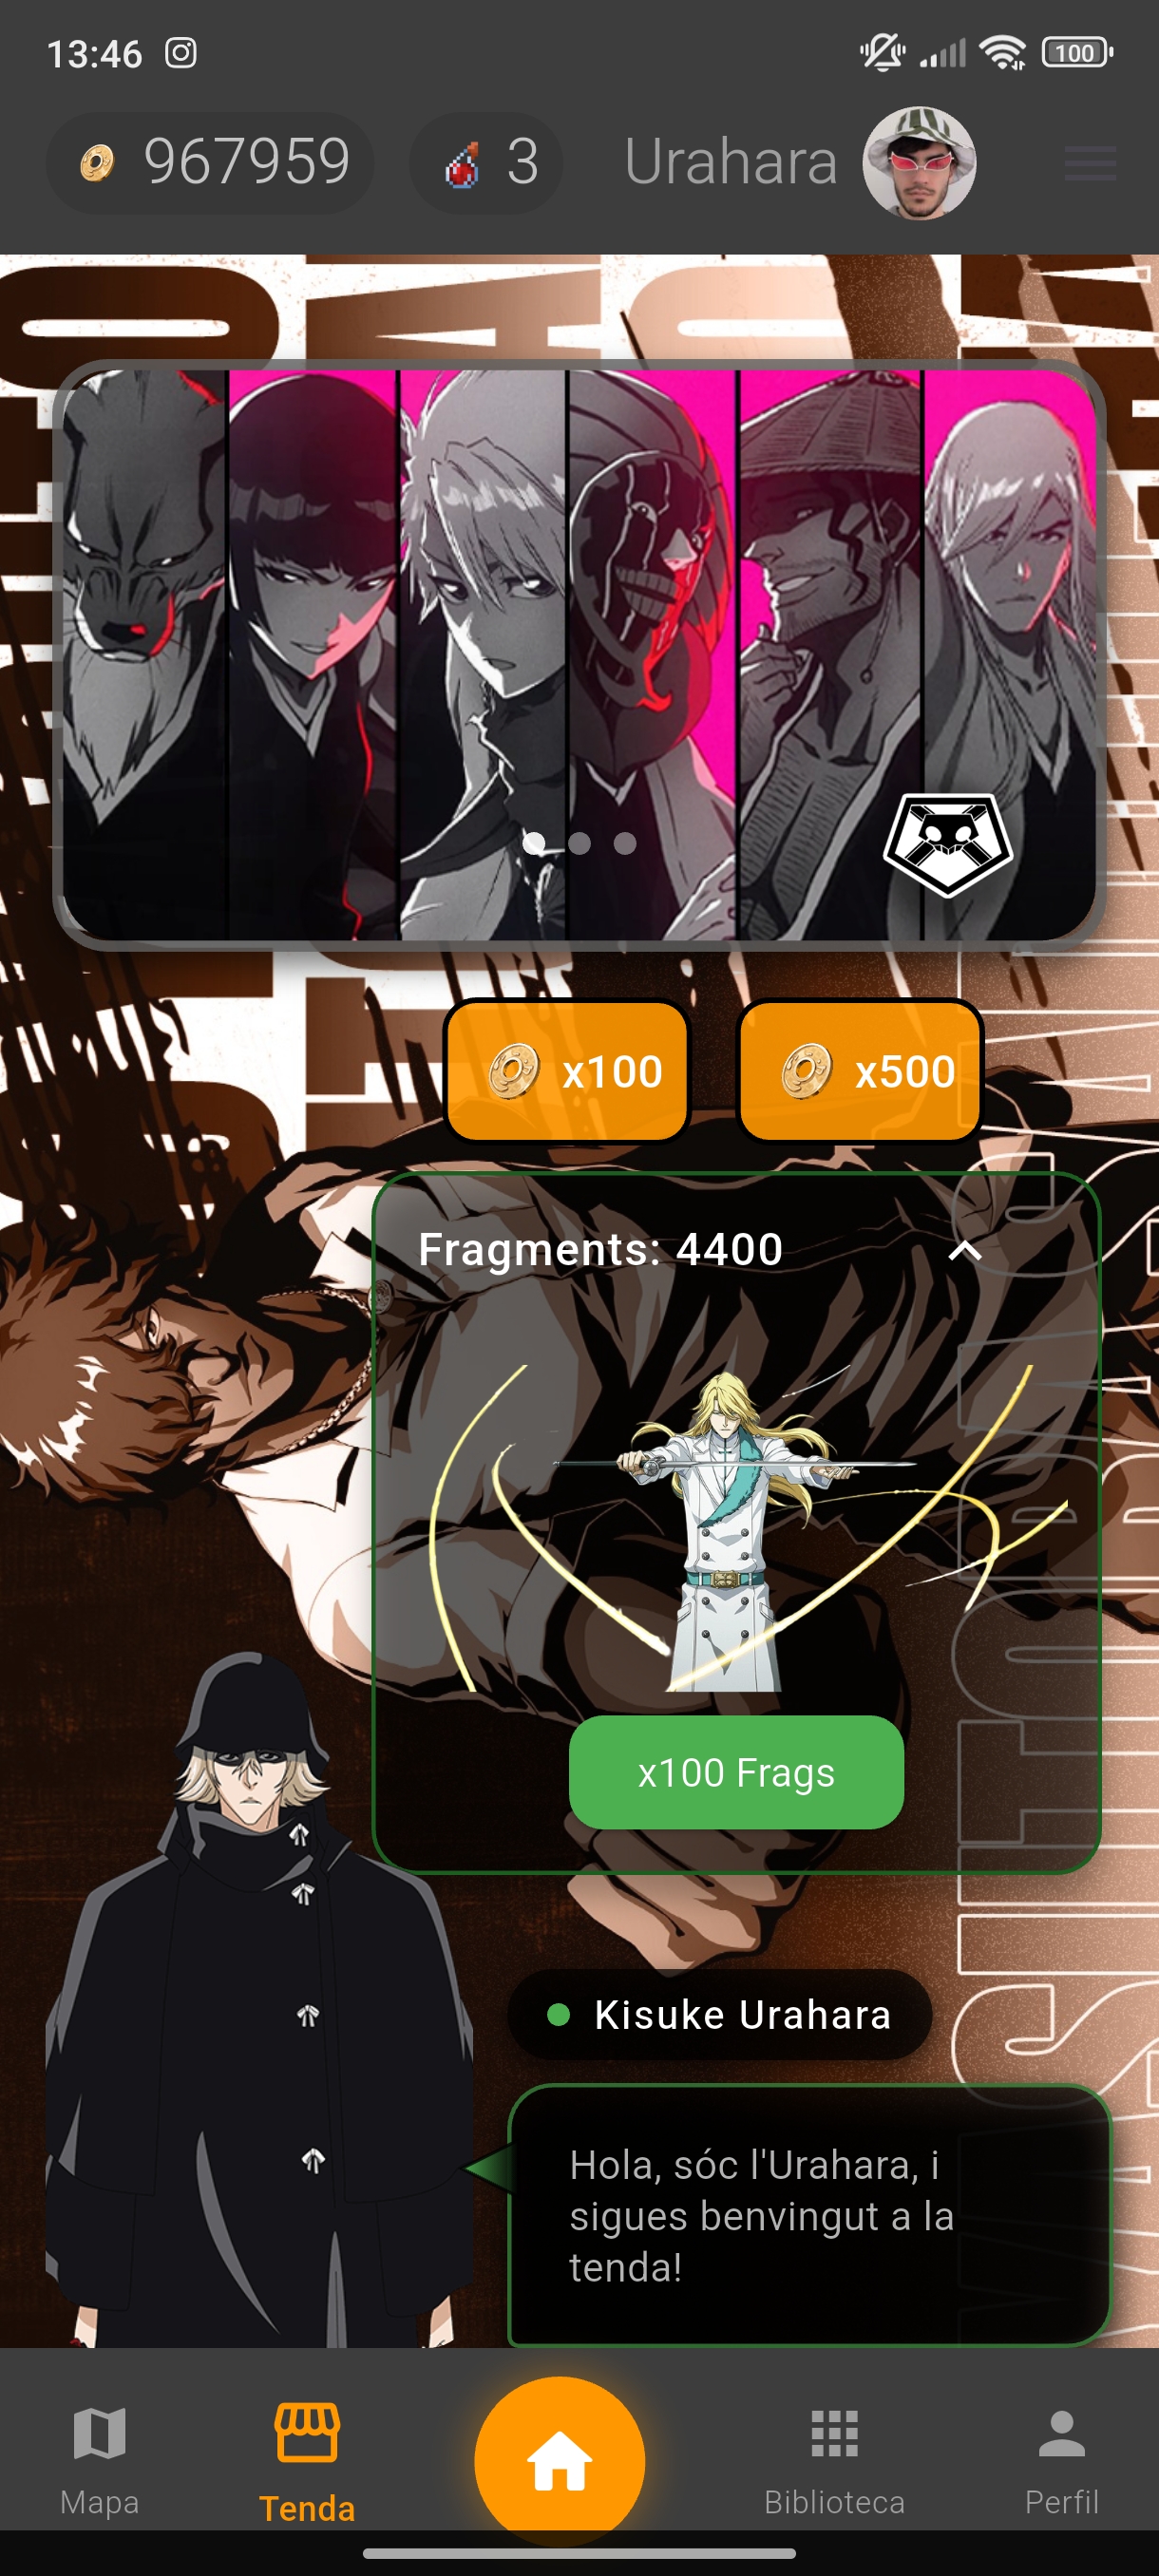 13:46
100
967959
3
Urahara
x100
x500
Fragments: 4400
x100 Frags
Kisuke Urahara
Hola, sóc l'Urahara, i
sigues benvingut a la
tenda!
Mapa
Tenda
Biblioteca
Perfil